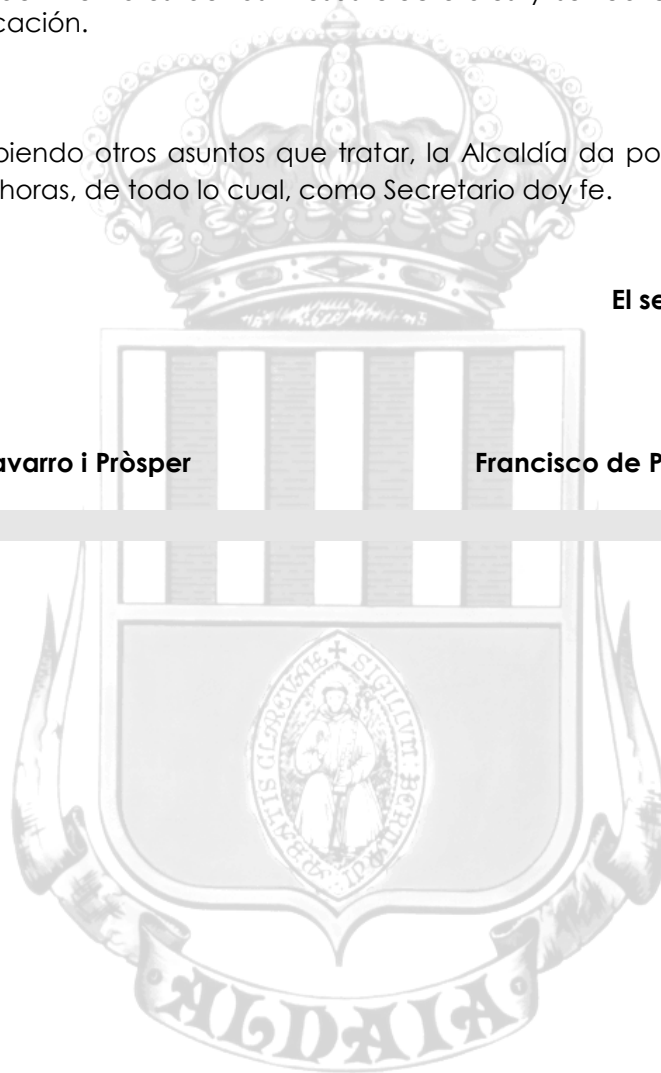 cación.
biendo otros asuntos que tratar, la Alcaldía da po
horas, de todo lo cual, como Secretario doy fe.
El se
avarro i Pròsper Francisco de P
SIGILLVM:
ALDAIA